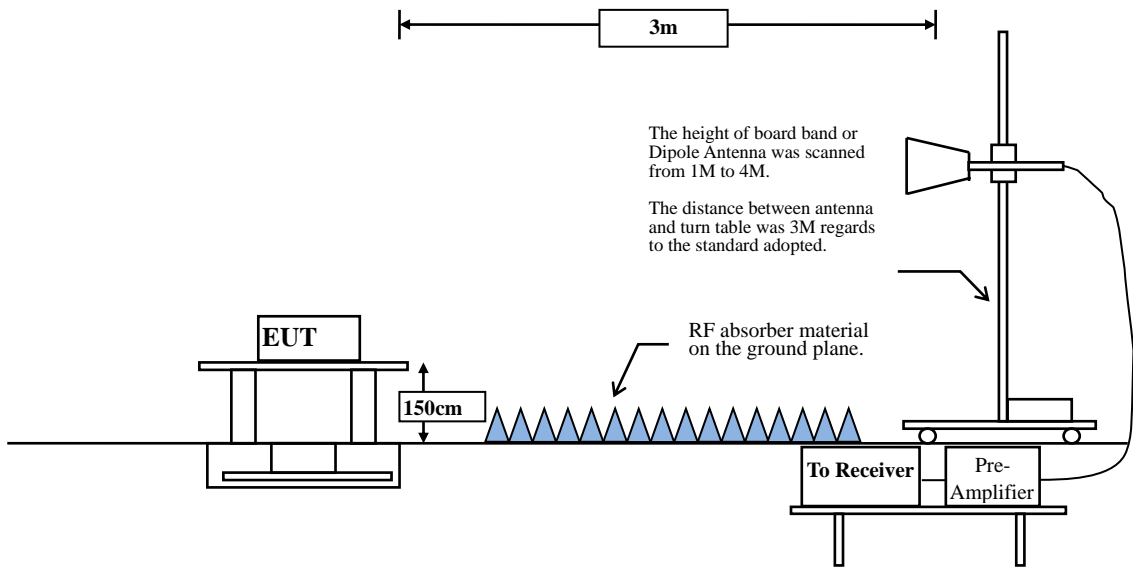 3m
The height of board band or
Dipole Antenna was scanned
from 1M to 4M.
The distance between antenna
and turn table was 3M regards
to the standard adopted.
EUT
RF absorber material
on the ground plane.
150cm
To Receiver
Pre-
Amplifier